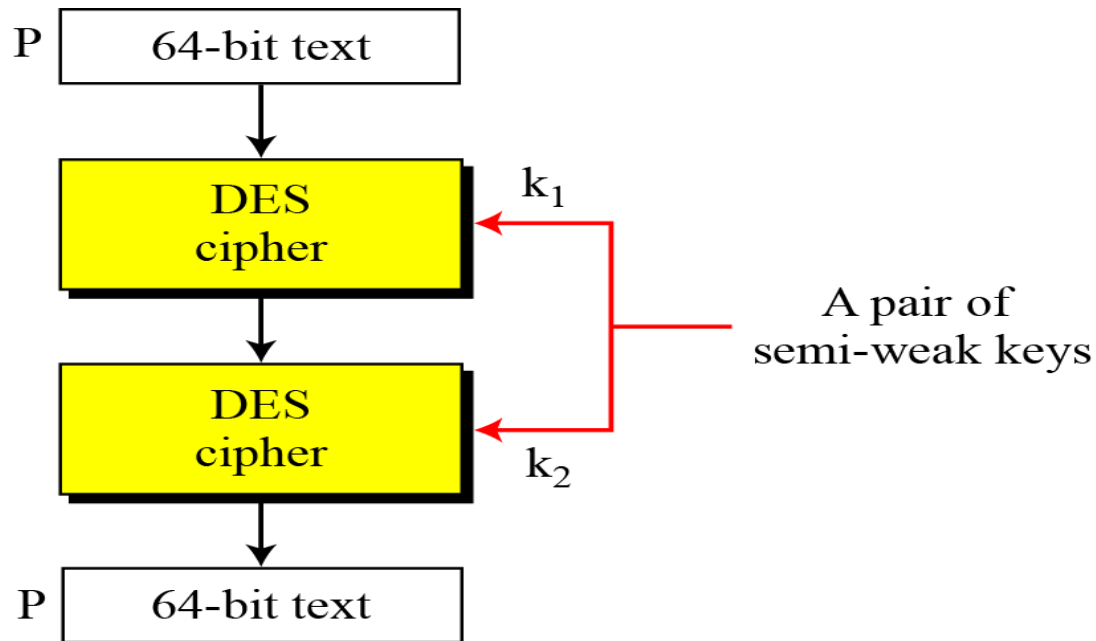 P 64-bit text
DES
cipher
k₁
A pair of
semi-weak keys
DES
cipher
k₂
P 64-bit text